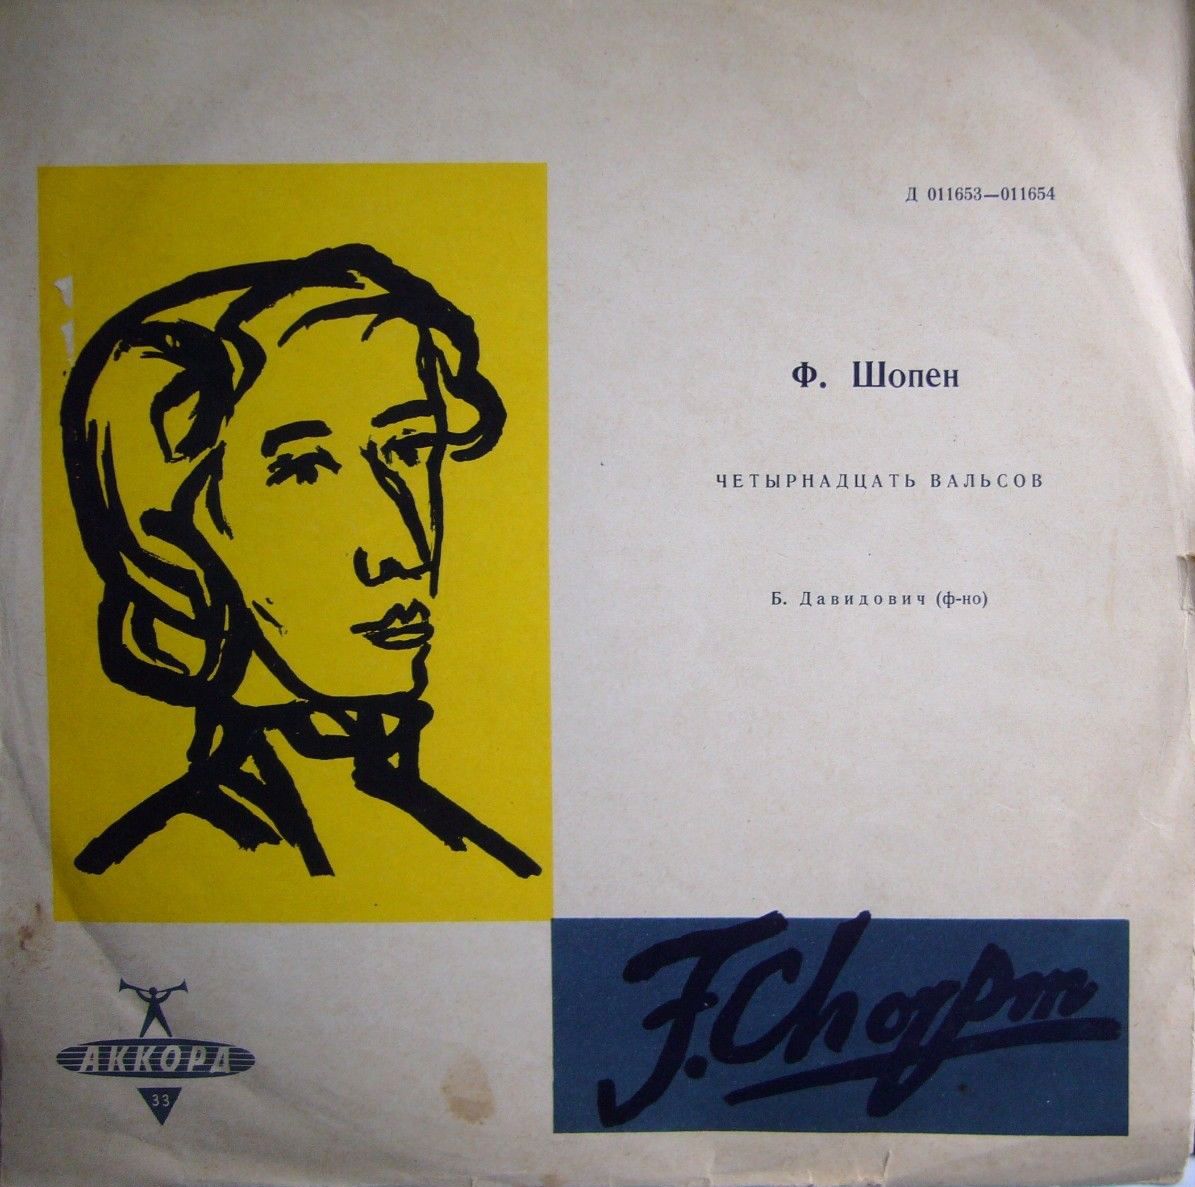 Д 011653—011654
Ф. Шопен
ЧЕТЫРНАДЦАТЬ ВАЛЬСОВ
Б. Давидович (ф-но)
F. Chopin
АККОРД
33